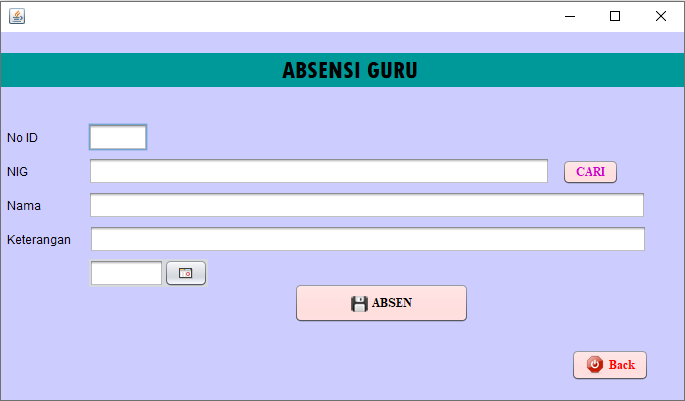 ABSENSI GURU
No ID
NIG
CARI
Nama
Keterangan
ABSEN
Back